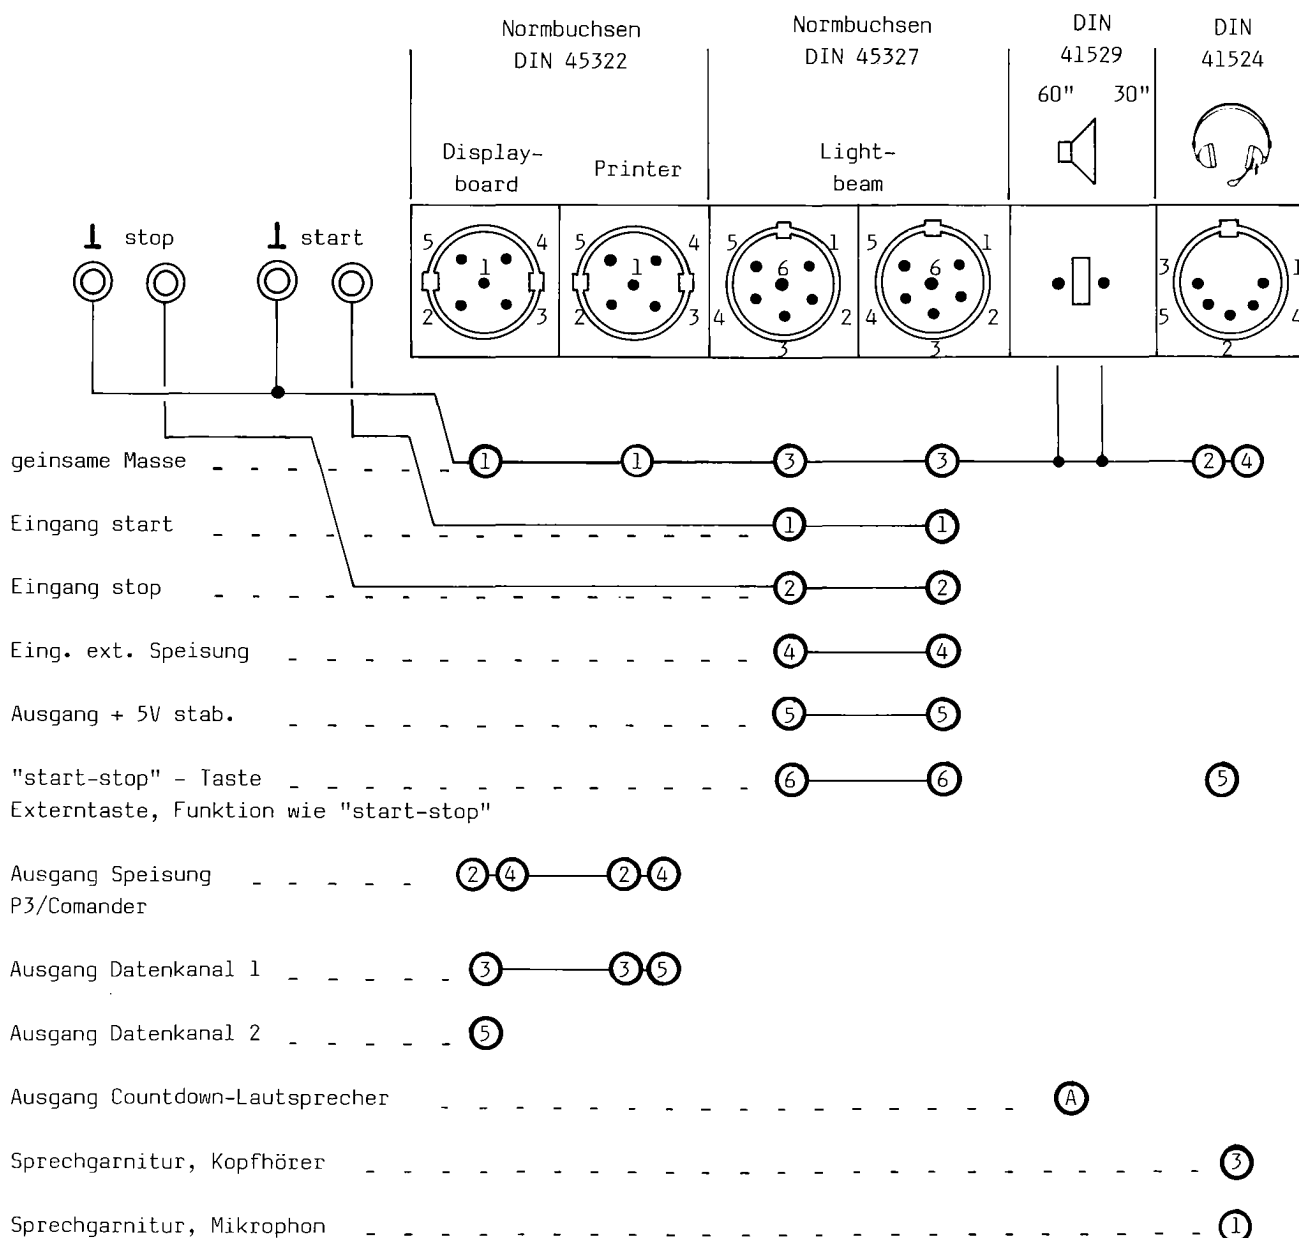 Normbuchsen
DIN 45322
Normbuchsen
DIN 45327
DIN
41529
DIN
41524
60" 30"
Display-
board
Printer
Light-
beam
stop
start
5 4 1 2 3
5 4 1 2 3
5 1 6 4 2 3
5 1 6 4 2 3
3 1 5 4 2
geinsame Masse 1 1 3 3 2 4
Eingang start 1 1
Eingang stop 2 2
Eing. ext. Speisung 4 4
Ausgang + 5V stab. 5 5
"start-stop" - Taste 6 6 5
Externtaste, Funktion wie "start-stop"
Ausgang Speisung 2 4 2 4
P3/Comander
Ausgang Datenkanal 1 3 3 5
Ausgang Datenkanal 2 5
Ausgang Countdown-Lautsprecher A
Sprechgarnitur, Kopfhörer 3
Sprechgarnitur, Mikrophon 1